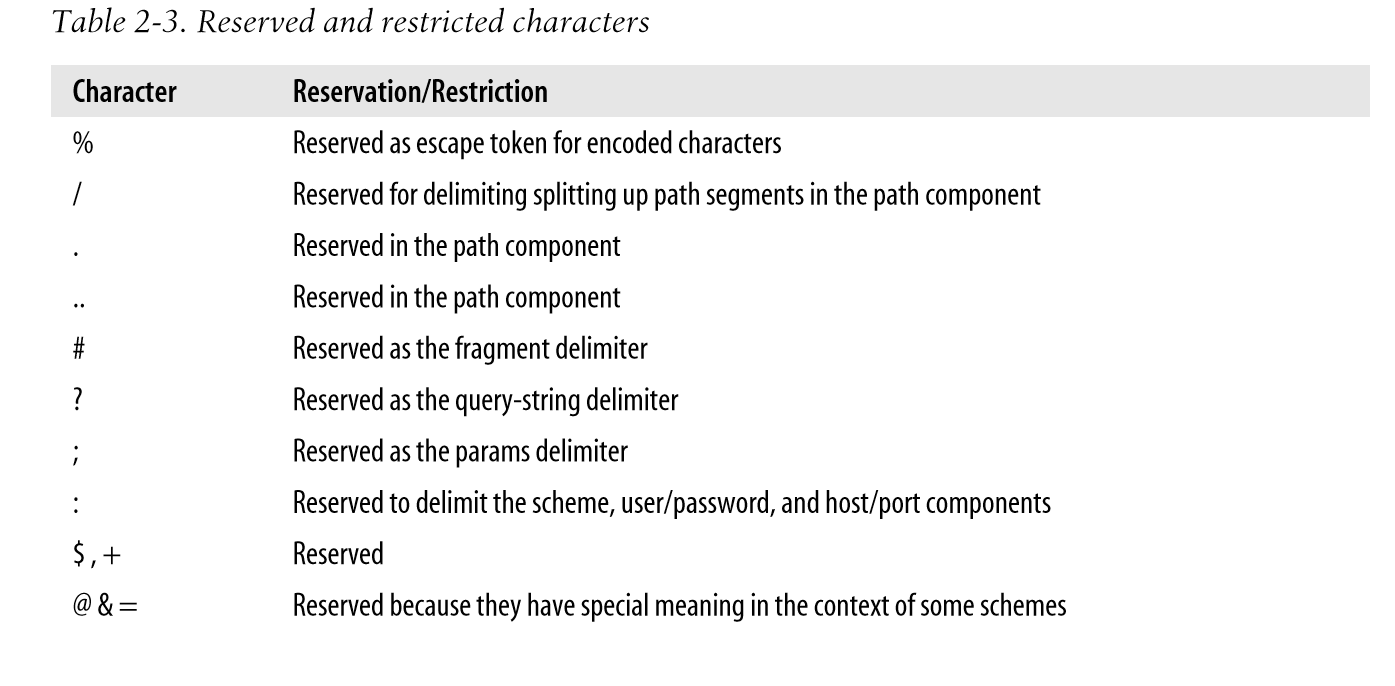 Table 2-3. Reserved and restricted characters
Character Reservation/Restriction
% Reserved as escape token for encoded characters
/ Reserved for delimiting splitting up path segments in the path component
. Reserved in the path component
.. Reserved in the path component
# Reserved as the fragment delimiter
? Reserved as the query-string delimiter
; Reserved as the params delimiter
: Reserved to delimit the scheme, user/password, and host/port components
$ , + Reserved
@ & = Reserved because they have special meaning in the context of some schemes